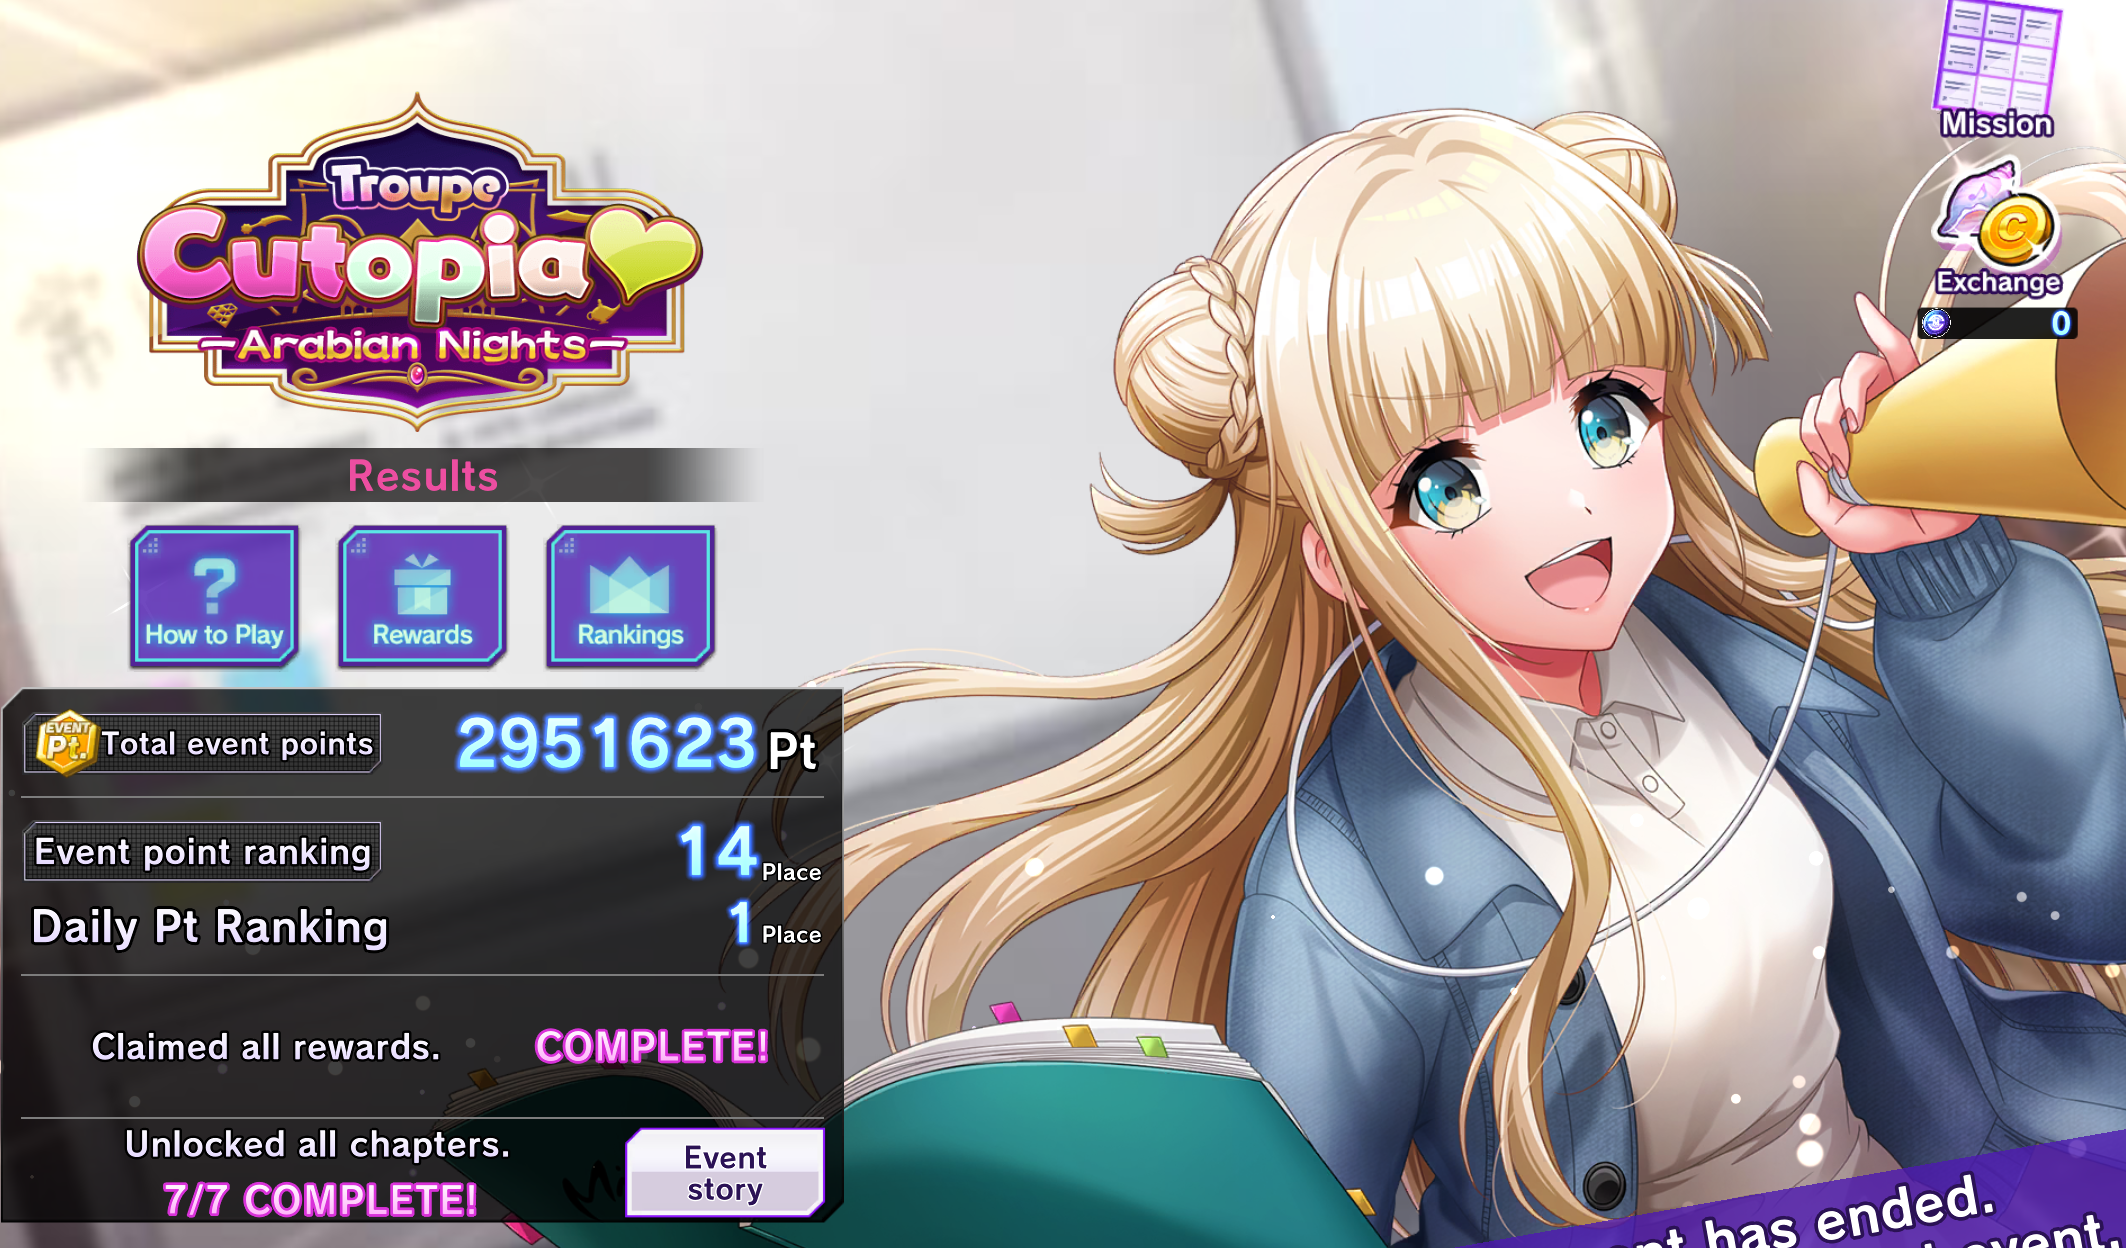 Troupe
Cutopia
Arabian Nights
Mission
C
Exchange
0
Results
?
How to Play
Rewards
Rankings
EVENT
Pt.
Total event points
2951623 Pt
Event point ranking
14 Place
Daily Pt Ranking
1 Place
Claimed all rewards.
COMPLETE!
Unlocked all chapters.
7/7 COMPLETE!
Event
story
has ended.
event.